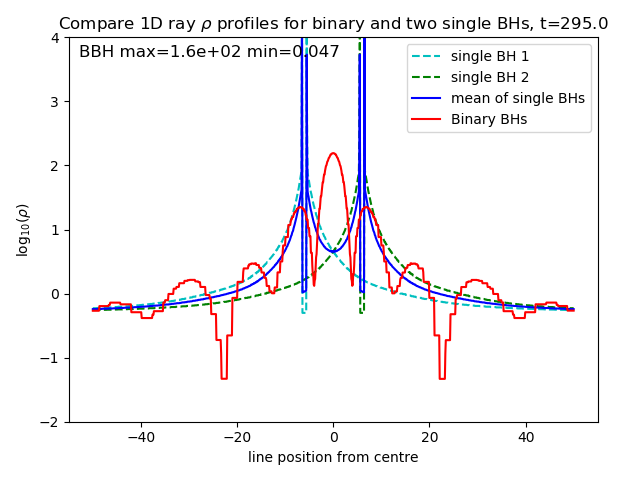 Compare 1D ray ρ profiles for binary and two single BHs, t=295.0
BBH max=1.6e+02 min=0.047
single BH 1
single BH 2
mean of single BHs
Binary BHs
log₁₀(ρ)
4
3
2
1
0
−1
−2
−40 −20 0 20 40
line position from centre